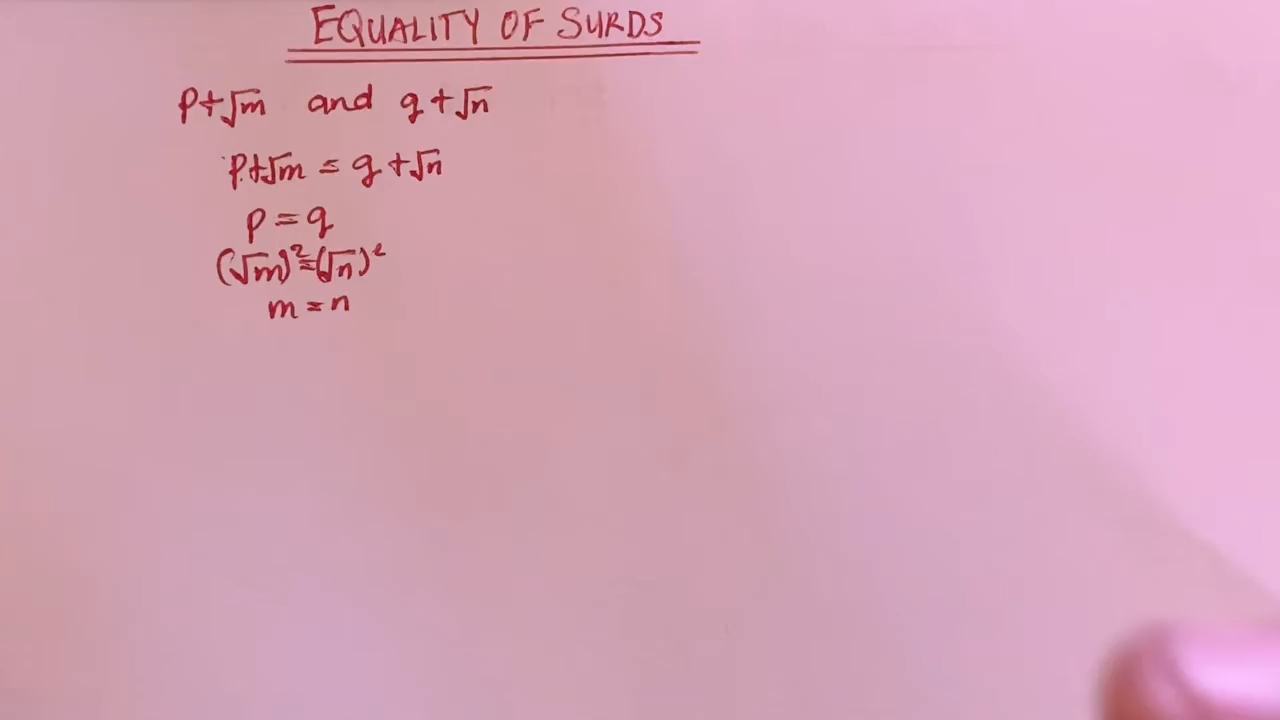 EQUALITY OF SURDS
p+√m and q+√n
p+√m = q+√n
p = q
(√m)²=(√n)²
m = n